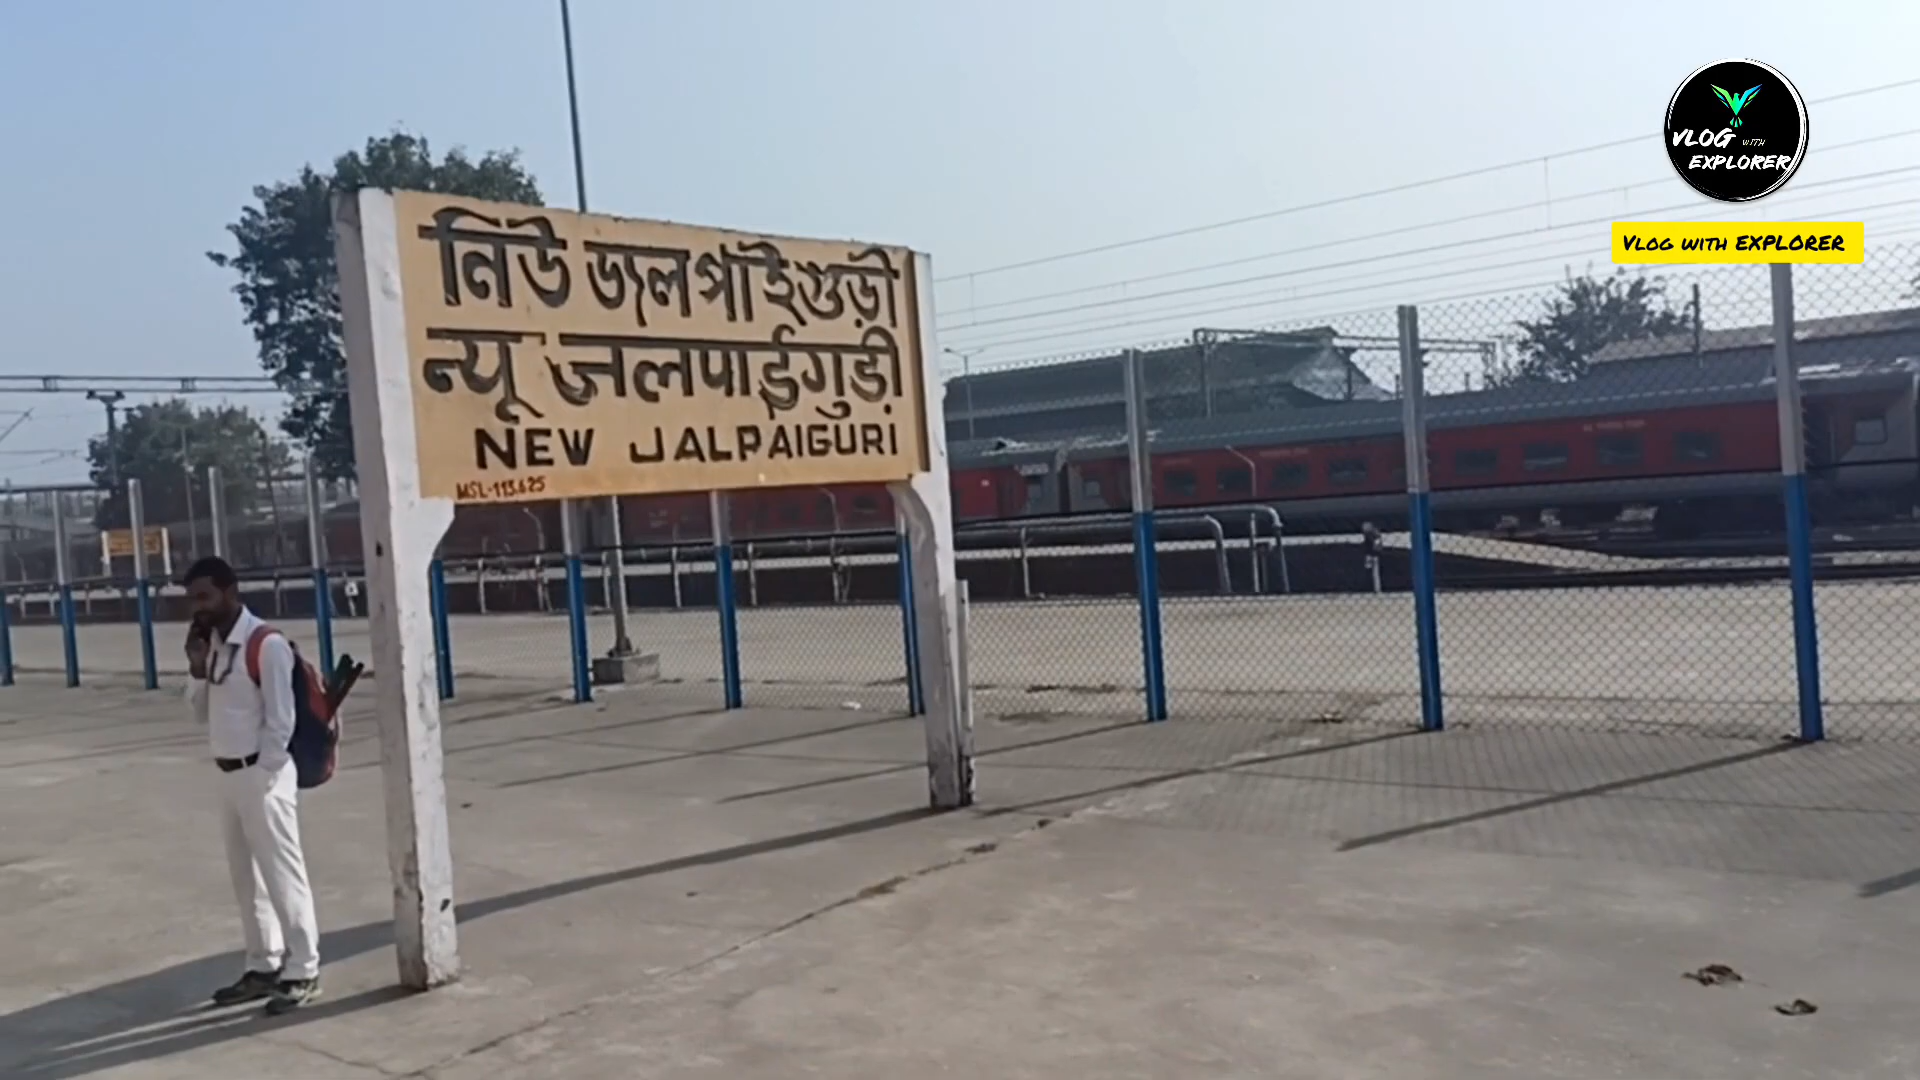 নিউ জলপাইগুড়ী
न्यू जलपाईगुड़ी
NEW JALPAIGURI
MSL-113.625
VLOG WITH
EXPLORER
VLOG WITH EXPLORER